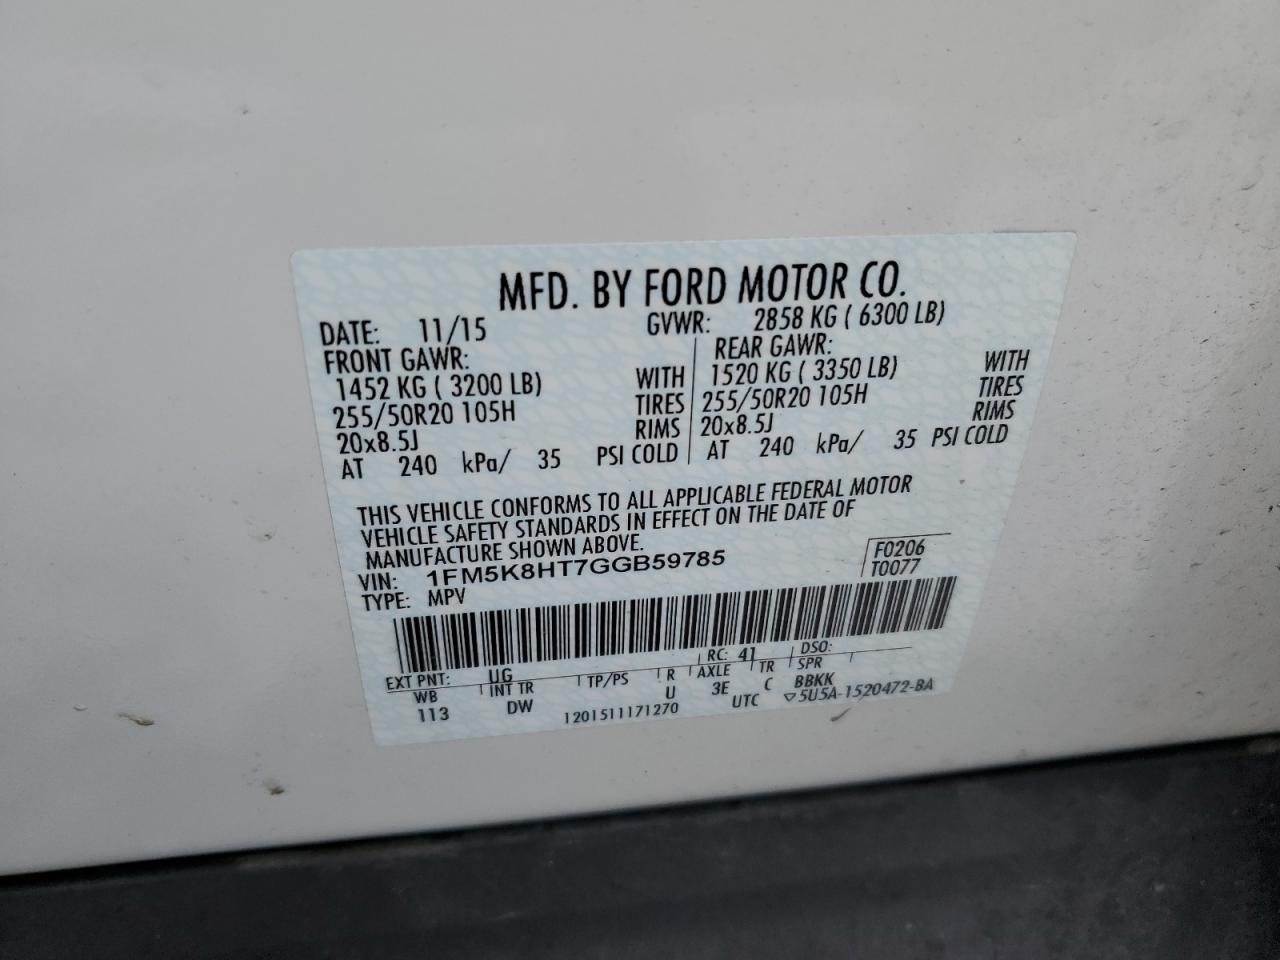 MFD. BY FORD MOTOR CO.
DATE: 11/15 GVWR: 2858 KG ( 6300 LB)
FRONT GAWR: REAR GAWR:
1452 KG ( 3200 LB) WITH 1520 KG ( 3350 LB) WITH
255/50R20 105H TIRES 255/50R20 105H TIRES
20x8.5J RIMS 20x8.5J RIMS
AT 240 kPa/ 35 PSI COLD AT 240 kPa/ 35 PSI COLD
THIS VEHICLE CONFORMS TO ALL APPLICABLE FEDERAL MOTOR
VEHICLE SAFETY STANDARDS IN EFFECT ON THE DATE OF
MANUFACTURE SHOWN ABOVE.
VIN: 1FM5K8HT7GGB59785 F0206
TYPE: MPV T0077
EXT PNT: UG RC: 41 DSO:
WB INT TR TP/PS R AXLE TR SPR
113 DW U 3E C BBKK
1201511171270 UTC ▽5U5A-1520472-BA